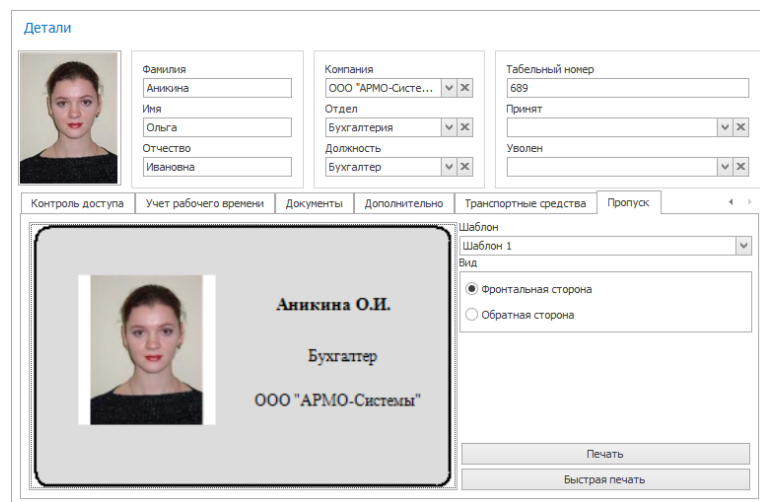 Детали
Фамилия
Аникина
Имя
Ольга
Отчество
Ивановна
Компания
ООО "АРМО-Систе...
Отдел
Бухгалтерия
Должность
Бухгалтер
Табельный номер
689
Принят
Уволен
Контроль доступа Учет рабочего времени Документы Дополнительно Транспортные средства Пропуск
Аникина О.И.
Бухгалтер
ООО "АРМО-Системы"
Шаблон
Шаблон 1
Вид
Фронтальная сторона
Обратная сторона
Печать
Быстрая печать